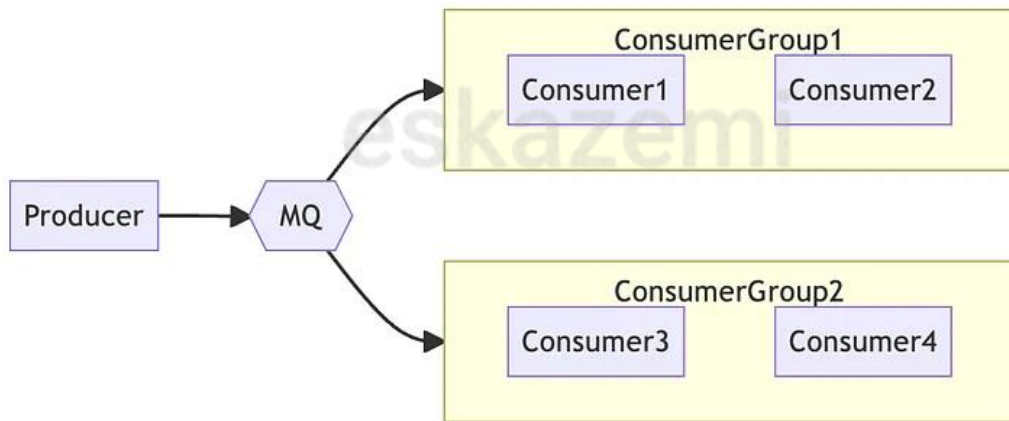 ConsumerGroup1
Consumer1 Consumer2
eskazemi
Producer MQ
ConsumerGroup2
Consumer3 Consumer4